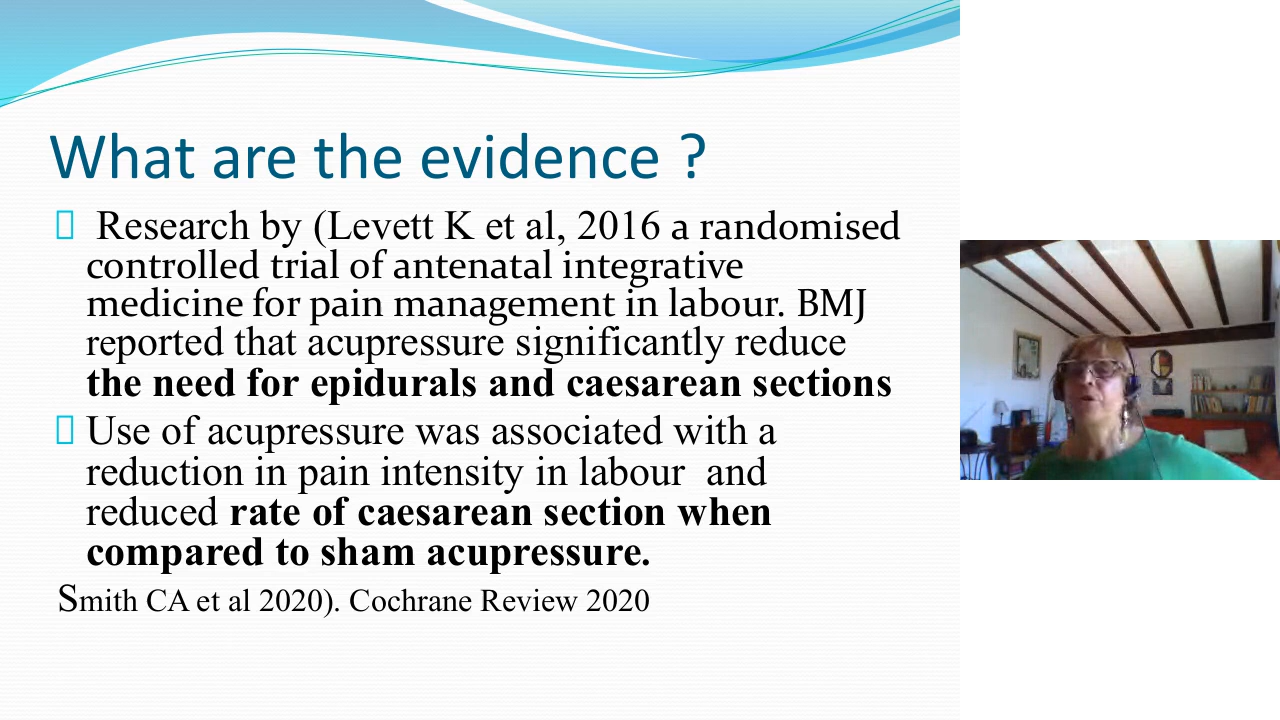 What are the evidence ?
Research by (Levett K et al, 2016 a randomised
controlled trial of antenatal integrative
medicine for pain management in labour. BMJ
reported that acupressure significantly reduce
the need for epidurals and caesarean sections
Use of acupressure was associated with a
reduction in pain intensity in labour and
reduced rate of caesarean section when
compared to sham acupressure.
Smith CA et al 2020). Cochrane Review 2020